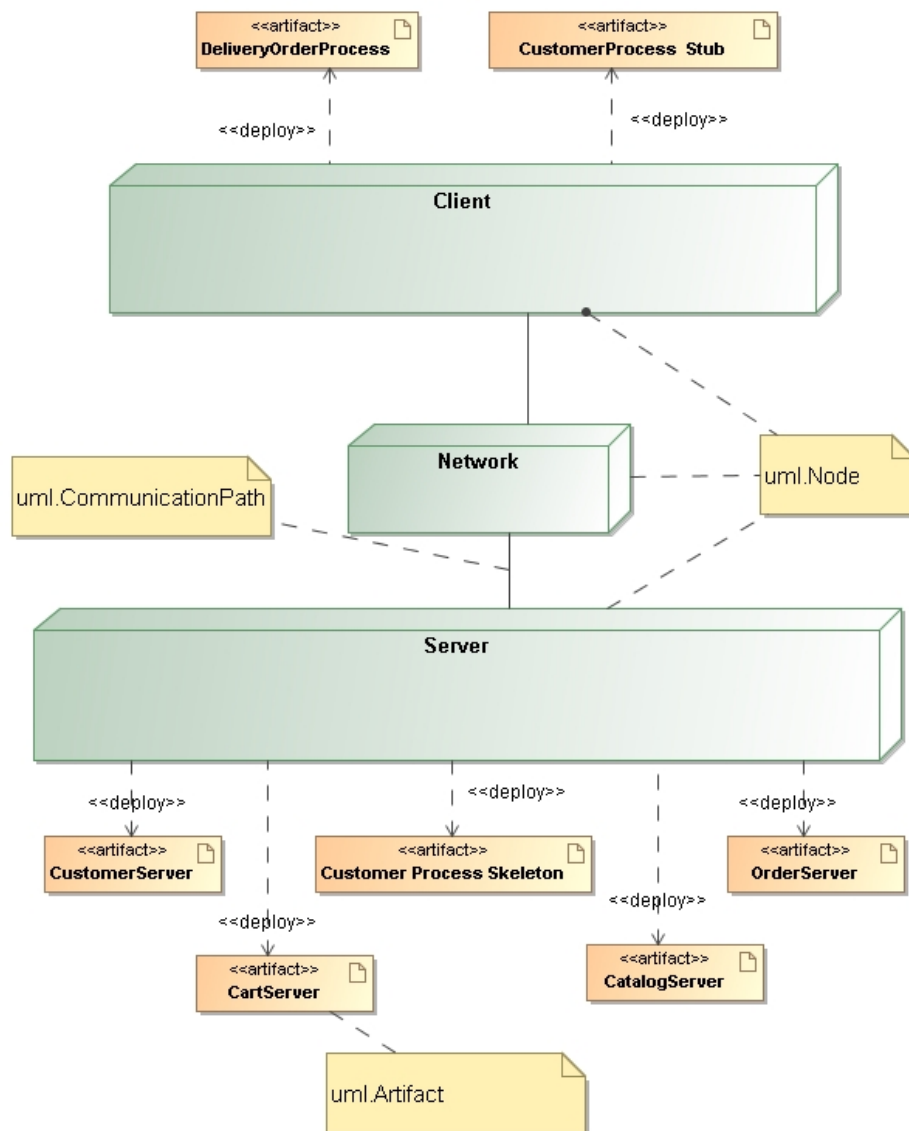 <<artifact>>
DeliveryOrderProcess
<<artifact>>
CustomerProcess Stub
<<deploy>>
<<deploy>>
Client
Network
uml.CommunicationPath
uml.Node
Server
<<deploy>>
<<deploy>>
<<deploy>>
<<artifact>>
CustomerServer
<<artifact>>
Customer Process Skeleton
<<artifact>>
OrderServer
<<deploy>>
<<deploy>>
<<artifact>>
CartServer
<<artifact>>
CatalogServer
uml.Artifact